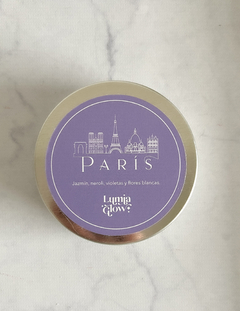 PARÍS
Jazmín, neroli, violetas y flores blancas
Lumia
Glow